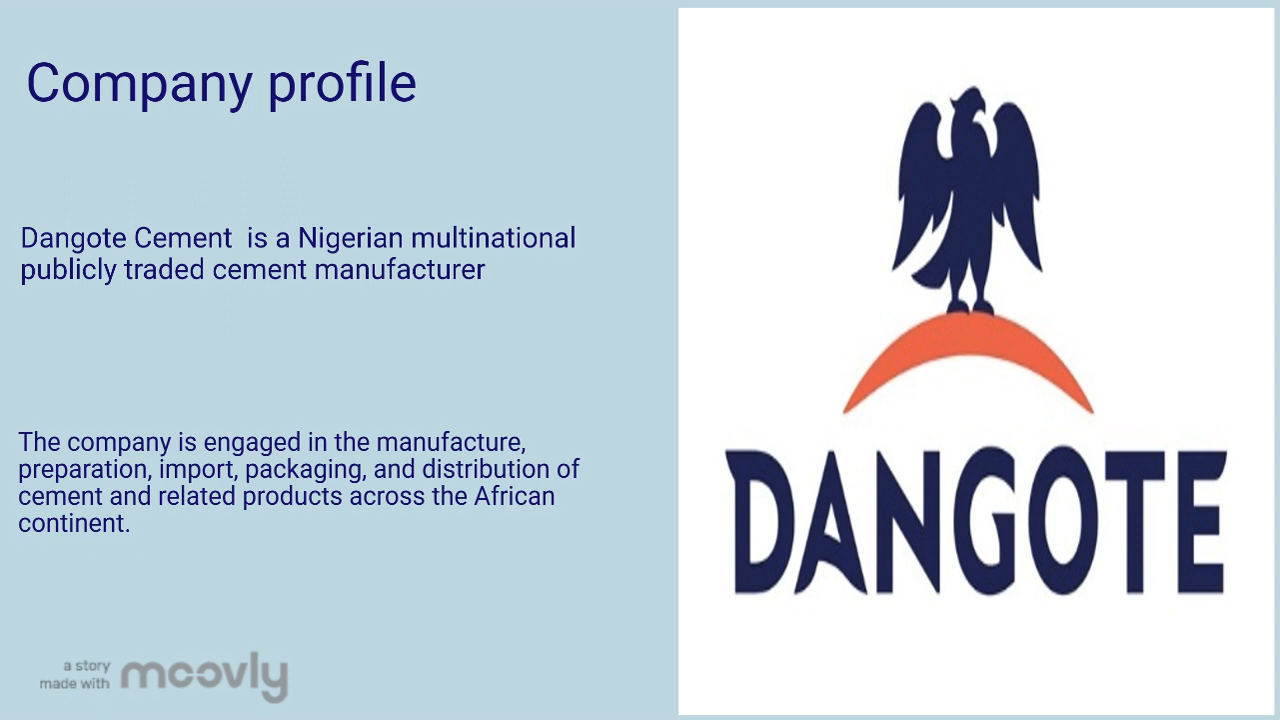 Company profile
Dangote Cement  is a Nigerian multinational
publicly traded cement manufacturer
The company is engaged in the manufacture,
preparation, import, packaging, and distribution of
cement and related products across the African
continent.
DANGOTE
a story
made with moovly